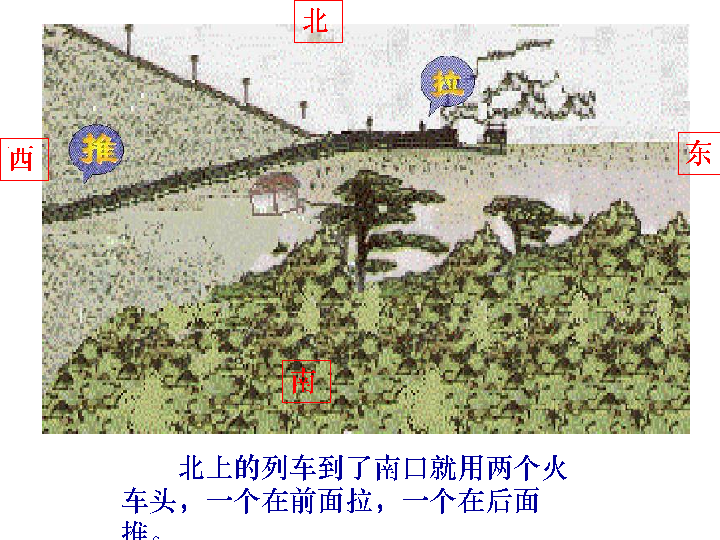 北
拉
推
西
东
南
北上的列车到了南口就用两个火
车头，一个在前面拉，一个在后面
推。